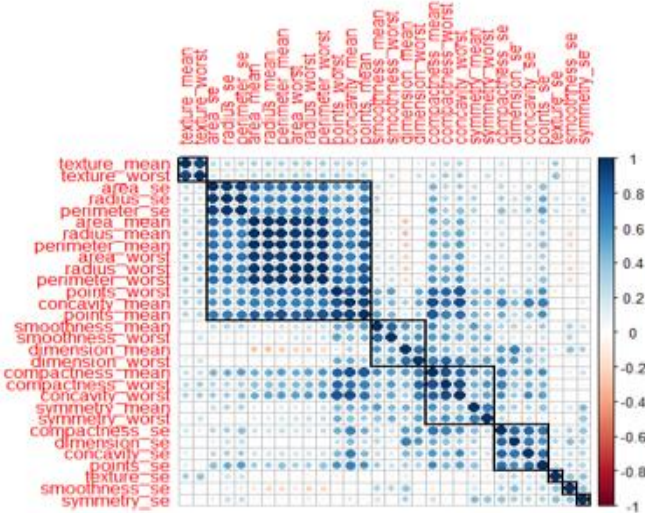 texture_mean
texture_worst
area_se
radius_se
perimeter_se
area_mean
radius_mean
perimeter_mean
area_worst
radius_worst
perimeter_worst
points_worst
concavity_mean
points_mean
smoothness_mean
smoothness_worst
dimension_mean
dimension_worst
compactness_mean
compactness_worst
concavity_worst
symmetry_mean
symmetry_worst
compactness_se
dimension_se
concavity_se
points_se
texture_se
smoothness_se
symmetry_se
texture_mean
texture_worst
area_se
radius_se
perimeter_se
area_mean
radius_mean
perimeter_mean
area_worst
radius_worst
perimeter_worst
points_worst
concavity_mean
points_mean
smoothness_mean
smoothness_worst
dimension_mean
dimension_worst
compactness_mean
compactness_worst
concavity_worst
symmetry_mean
symmetry_worst
compactness_se
dimension_se
concavity_se
points_se
texture_se
smoothness_se
symmetry_se
1
0.8
0.6
0.4
0.2
0
-0.2
-0.4
-0.6
-0.8
-1